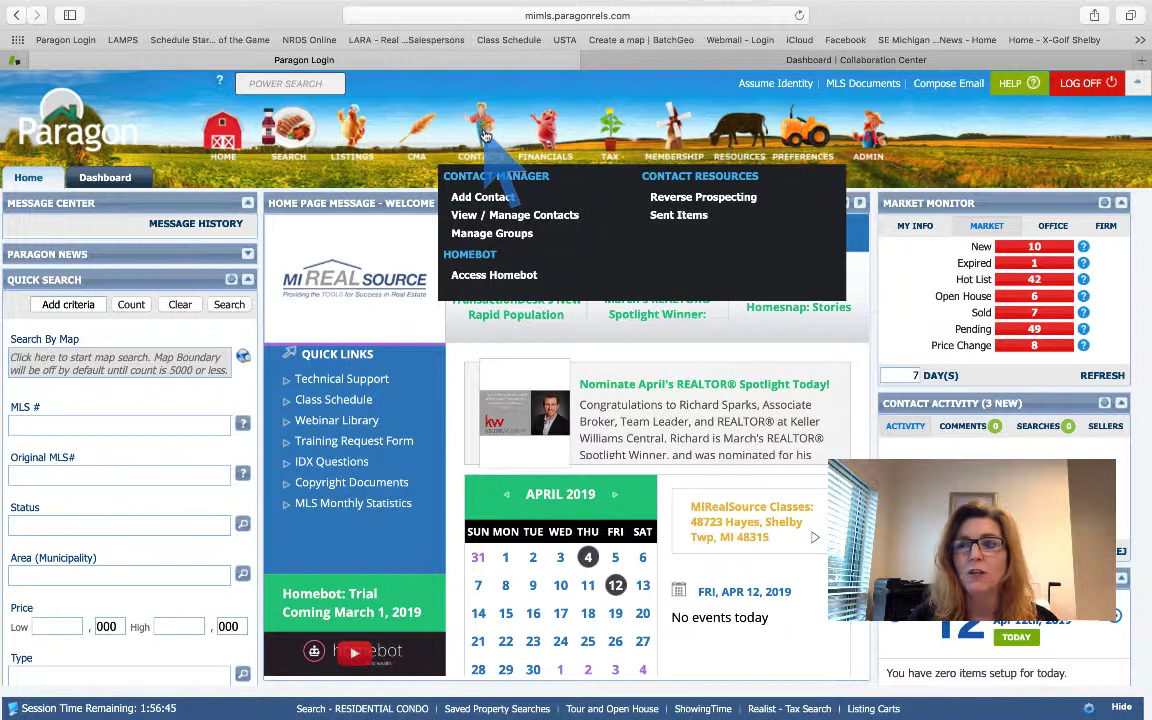 mimls.paragonrels.com
Paragon Login
LAMPS
Schedule Star...of the Game
NRDS Online
LARA - Real ...Salespersons
Class Schedule
USTA
Create a map | BatchGeo
Webmail – Login
iCloud
Facebook
SE Michigan ...News - Home
Home - X-Golf Shelby
Paragon Login
Dashboard | Collaboration Center
?
POWER SEARCH
Assume Identity
MLS Documents
Compose Email
HELP ?
LOG OFF
Paragon
HOME
SEARCH
LISTINGS
CMA
FINANCIALS
TAX
MEMBERSHIP
RESOURCES
PREFERENCES
ADMIN
Home
Dashboard
CONTACT MANAGER
Add Contact
View / Manage Contacts
Manage Groups
HOMEBOT
Access Homebot
CONTACT RESOURCES
Reverse Prospecting
Sent Items
MESSAGE CENTER
MESSAGE HISTORY
PARAGON NEWS
QUICK SEARCH
Add criteria
Count
Clear
Search
Search By Map
Click here to start map search. Map Boundary
will be off by default until count is 5000 or less.
MLS #
Original MLS#
Status
Area (Municipality)
Price
Low , 000 High , 000
Type
HOME PAGE MESSAGE - WELCOME
MIREALSOURCE
Providing the TOOLS for Success in Real Estate
TransactionDesk's New
Rapid Population
March's REALTOR®
Spotlight Winner:
Homesnap: Stories
QUICK LINKS
Technical Support
Class Schedule
Webinar Library
Training Request Form
IDX Questions
Copyright Documents
MLS Monthly Statistics
Homebot: Trial
Coming March 1, 2019
homebot
kw
Nominate April's REALTOR® Spotlight Today!
Congratulations to Richard Sparks, Associate
Broker, Team Leader, and REALTOR® at Keller
Williams Central. Richard is March's REALTOR®
Spotlight Winner, and was nominated for his
APRIL 2019
SUN MON TUE WED THU FRI SAT
31 1 2 3 4 5 6
7 8 9 10 11 12 13
14 15 16 17 18 19 20
21 22 23 24 25 26 27
28 29 30 1 2 3 4
MiRealSource Classes:
48723 Hayes, Shelby
Twp, MI 48315
FRI, APR 12, 2019
No events today
MARKET MONITOR
MY INFO
MARKET
OFFICE
FIRM
New 10
Expired 1
Hot List 42
Open House 6
Sold 7
Pending 49
Price Change 8
7 DAY(S)
REFRESH
CONTACT ACTIVITY (3 NEW)
ACTIVITY
COMMENTS 0
SEARCHES 0
SELLERS
12
TODAY
You have zero items setup for today.
Session Time Remaining: 1:56:45
Search - RESIDENTIAL CONDO
Saved Property Searches
Tour and Open House
ShowingTime
Realist - Tax Search
Listing Carts
Hide